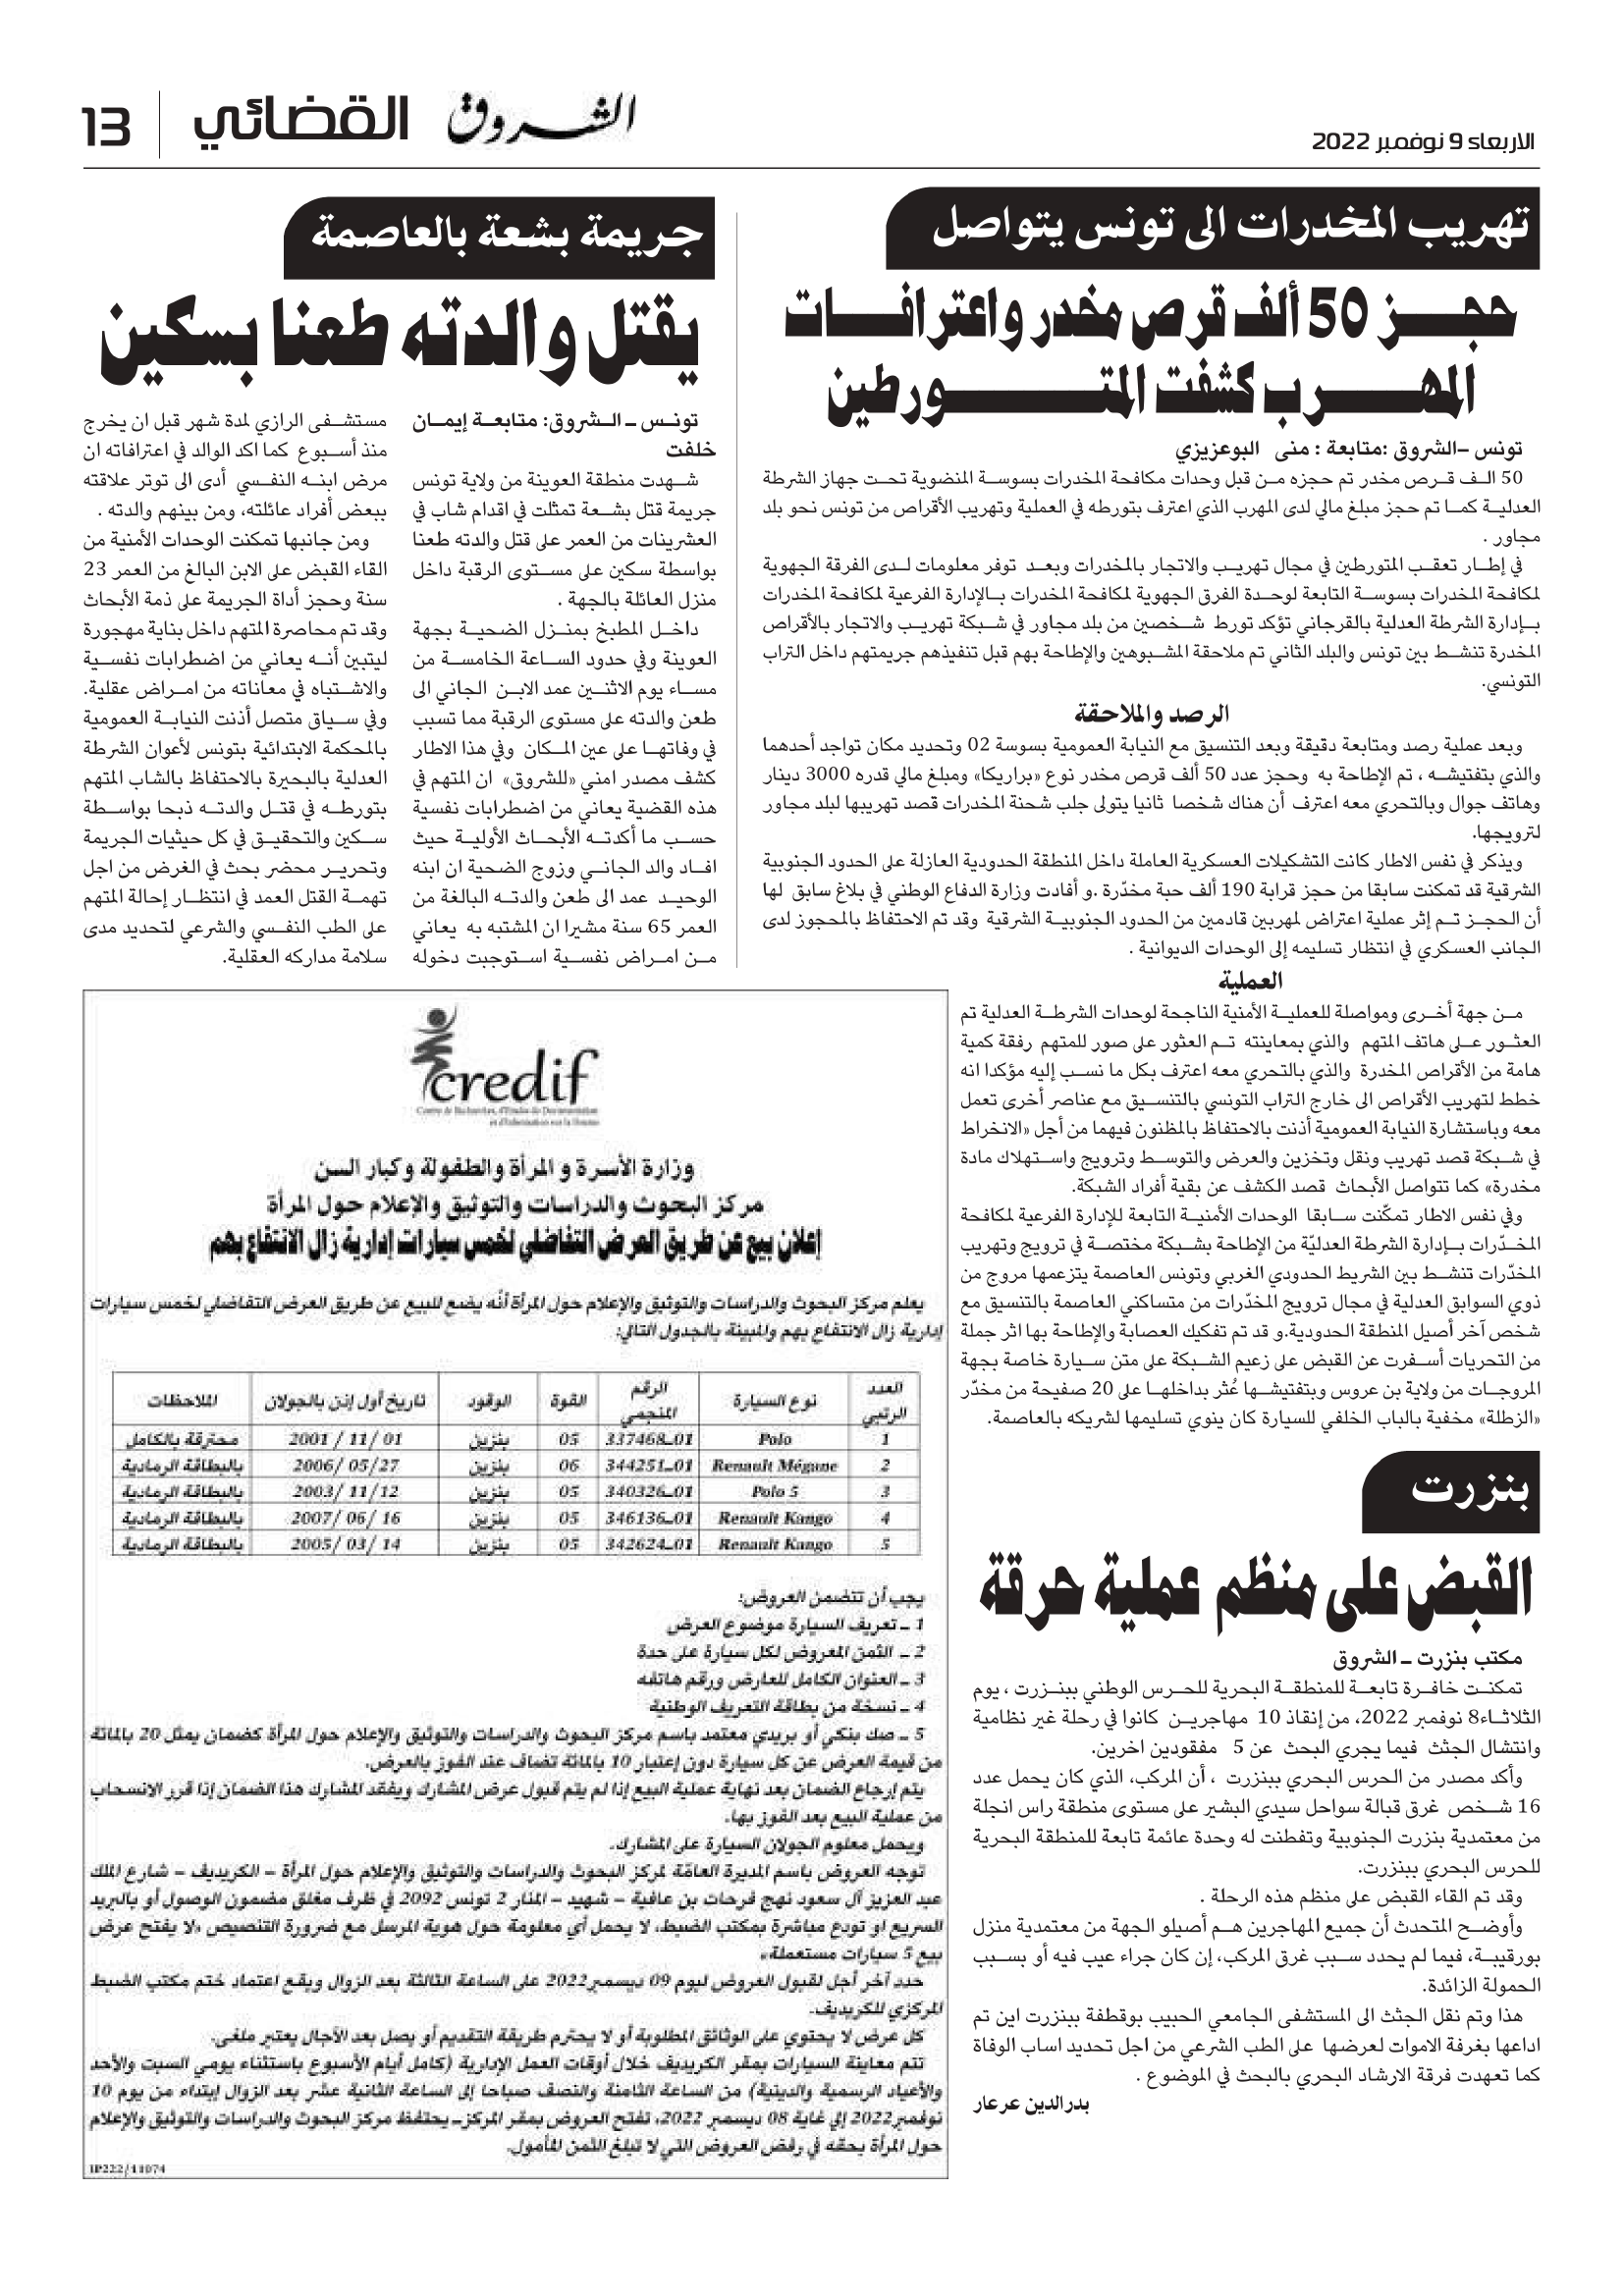 الاربعاء 9 نوفمبر 2022
الشروق
القضائي
13
تهريب المخدرات الى تونس يتواصل
حجز 50 ألف قرص مخدر واعترافات
المهرب كشفت المتورطين
تونس –الشروق :متابعة : منى البوعزيزي
50 الف قرص مخدر تم حجزه من قبل وحدات مكافحة المخدرات بسوسة المنضوية تحت جهاز الشرطة
العدلية كما تم حجز مبلغ مالي لدى المهرب الذي اعترف بتورطه في العملية وتهريب الأقراص من تونس نحو بلد
مجاور .
في إطار تعقب المتورطين في مجال تهريب والاتجار بالمخدرات وبعد توفر معلومات لدى الفرقة الجهوية
لمكافحة المخدرات بسوسة التابعة لوحدة الفرق الجهوية لمكافحة المخدرات بالإدارة الفرعية لمكافحة المخدرات
بإدارة الشرطة العدلية بالقرجاني تؤكد تورط شخصين من بلد مجاور في شبكة تهريب والاتجار بالأقراص
المخدرة تنشط بين تونس والبلد الثاني تم ملاحقة المشبوهين والإطاحة بهم قبل تنفيذهم جريمتهم داخل التراب
التونسي.
الرصد والملاحقة
وبعد عملية رصد ومتابعة دقيقة وبعد التنسيق مع النيابة العمومية بسوسة 02 وتحديد مكان تواجد أحدهما
والذي بتفتيشه ، تم الإطاحة به وحجز عدد 50 ألف قرص مخدر نوع «براريكا» ومبلغ مالي قدره 3000 دينار
وهاتف جوال وبالتحري معه اعترف أن هناك شخصا ثانيا يتولى جلب شحنة المخدرات قصد تهريبها لبلد مجاور
لترويجها.
ويذكر في نفس الاطار كانت التشكيلات العسكرية العاملة داخل المنطقة الحدودية العازلة على الحدود الجنوبية
الشرقية قد تمكنت سابقا من حجز قرابة 190 ألف حبة مخدّرة .و أفادت وزارة الدفاع الوطني في بلاغ سابق لها
أن الحجز تم إثر عملية اعتراض لمهربين قادمين من الحدود الجنوبية الشرقية وقد تم الاحتفاظ بالمحجوز لدى
الجانب العسكري في انتظار تسليمه إلى الوحدات الديوانية .
العملية
من جهة أخرى ومواصلة للعملية الأمنية الناجحة لوحدات الشرطة العدلية تم
العثور على هاتف المتهم والذي بمعاينته تم العثور على صور للمتهم رفقة كمية
هامة من الأقراص المخدرة والذي بالتحري معه اعترف بكل ما نسب إليه مؤكدا انه
خطط لتهريب الأقراص الى خارج التراب التونسي بالتنسيق مع عناصر أخرى تعمل
معه وباستشارة النيابة العمومية أذنت بالاحتفاظ بالمظنون فيهما من أجل «الانخراط
في شبكة قصد تهريب ونقل وتخزين والعرض والتوسط وترويج واستهلاك مادة
مخدرة» كما تتواصل الأبحاث قصد الكشف عن بقية أفراد الشبكة.
وفي نفس الاطار تمكّنت سابقا الوحدات الأمنية التابعة للإدارة الفرعية لمكافحة
المخدّرات بإدارة الشرطة العدليّة من الإطاحة بشبكة مختصة في ترويج وتهريب
المخدّرات تنشط بين الشريط الحدودي الغربي وتونس العاصمة يتزعمها مروج من
ذوي السوابق العدلية في مجال ترويج المخدّرات من متساكني العاصمة بالتنسيق مع
شخص آخر أصيل المنطقة الحدودية.و قد تم تفكيك العصابة والإطاحة بها اثر جملة
من التحريات أسفرت عن القبض على زعيم الشبكة على متن سيارة خاصة بجهة
المروجات من ولاية بن عروس وبتفتيشها عُثر بداخلها على 20 صفيحة من مخدّر
«الزطلة» مخفية بالباب الخلفي للسيارة كان ينوي تسليمها لشريكه بالعاصمة.
جريمة بشعة بالعاصمة
يقتل والدته طعنا بسكين
تونس – الشروق: متابعة إيمان
خلفت
شهدت منطقة العوينة من ولاية تونس
جريمة قتل بشعة تمثلت في اقدام شاب في
العشرينات من العمر على قتل والدته طعنا
بواسطة سكين على مستوى الرقبة داخل
منزل العائلة بالجهة .
داخل المطبخ بمنزل الضحية بجهة
العوينة وفي حدود الساعة الخامسة من
مساء يوم الاثنين عمد الابن الجاني الى
طعن والدته على مستوى الرقبة مما تسبب
في وفاتها على عين المكان وفي هذا الاطار
كشف مصدر امني «للشروق» ان المتهم في
هذه القضية يعاني من اضطرابات نفسية
حسب ما أكدته الأبحاث الأولية حيث
افاد والد الجاني وزوج الضحية ان ابنه
الوحيد عمد الى طعن والدته البالغة من
العمر 65 سنة مشيرا ان المشتبه به يعاني
من امراض نفسية استوجبت دخوله
مستشفى الرازي لمدة شهر قبل ان يخرج
منذ أسبوع كما اكد الوالد في اعترافاته ان
مرض ابنه النفسي أدى الى توتر علاقته
ببعض أفراد عائلته، ومن بينهم والدته .
ومن جانبها تمكنت الوحدات الأمنية من
القاء القبض على الابن البالغ من العمر 23
سنة وحجز أداة الجريمة على ذمة الأبحاث
وقد تم محاصرة المتهم داخل بناية مهجورة
ليتبين أنه يعاني من اضطرابات نفسية
والاشتباه في معاناته من امراض عقلية.
وفي سياق متصل أذنت النيابة العمومية
بالمحكمة الابتدائية بتونس لأعوان الشرطة
العدلية بالبحيرة بالاحتفاظ بالشاب المتهم
بتورطه في قتل والدته ذبحا بواسطة
سكين والتحقيق في كل حيثيات الجريمة
وتحرير محضر بحث في الغرض من اجل
تهمة القتل العمد في انتظار إحالة المتهم
على الطب النفسي والشرعي لتحديد مدى
سلامة مداركه العقلية.
بنزرت
القبض على منظم عملية حرقة
مكتب بنزرت – الشروق
تمكنت خافرة تابعة للمنطقة البحرية للحرس الوطني ببنزرت ، يوم
الثلاثاء8 نوفمبر 2022، من إنقاذ 10 مهاجرين كانوا في رحلة غير نظامية
وانتشال الجثث فيما يجري البحث عن 5 مفقودين اخرين.
وأكد مصدر من الحرس البحري ببنزرت ، أن المركب، الذي كان يحمل عدد
16 شخص غرق قبالة سواحل سيدي البشير على مستوى منطقة راس انجلة
من معتمدية بنزرت الجنوبية وتفطنت له وحدة عائمة تابعة للمنطقة البحرية
للحرس البحري ببنزرت.
وقد تم القاء القبض على منظم هذه الرحلة .
وأوضح المتحدث أن جميع المهاجرين هم أصيلو الجهة من معتمدية منزل
بورقيبة، فيما لم يحدد سبب غرق المركب، إن كان جراء عيب فيه أو بسبب
الحمولة الزائدة.
هذا وتم نقل الجثث الى المستشفى الجامعي الحبيب بوقطفة ببنزرت اين تم
اداعها بغرفة الاموات لعرضها على الطب الشرعي من اجل تحديد اساب الوفاة
كما تعهدت فرقة الارشاد البحري بالبحث في الموضوع .
بدرالدين عرعار
credif
Centre de Recherches, d'Etudes de Documentation
et d'Information sur la Femme
وزارة الأسرة و المرأة والطفولة وكبار السن
مركز البحوث والدراسات والتوثيق والإعلام حول المرأة
إعلان بيع عن طريق العرض التفاضلي لخمس سيارات إدارية زال الانتفاع بهم
يعلم مركز البحوث والدراسات والتوثيق والإعلام حول المرأة أنّه يضع للبيع عن طريق العرض التفاضلي لخمس سيارات
إدارية زال الانتفاع بهم والمبينة بالجدول التالي:
العدد الرتبي نوع السيارة الرقم المنجمي القوة الوقود تاريخ أول إذن بالجولان الملاحظات
1 Polo 337468_01 05 بنزين 2001 / 11/ 01 محترقة بالكامل
2 Renault Mégane 344251_01 06 بنزين 2006/ 05/27 بالبطاقة الرمادية
3 Polo 5 340326_01 05 بنزين 2003/ 11/12 بالبطاقة الرمادية
4 Renault Kango 346136_01 05 بنزين 2007/ 06/ 16 بالبطاقة الرمادية
5 Renault Kango 342624_01 05 بنزين 2005/ 03/ 14 بالبطاقة الرمادية
يجب أن تتضمن العروض:
1 ـ تعريف السيارة موضوع العرض
2 ـ الثمن المعروض لكل سيارة على حدة
3 ـ العنوان الكامل للعارض ورقم هاتفه
4 ـ نسخة من بطاقة التعريف الوطنية
5 ـ صك بنكي أو بريدي معتمد باسم مركز البحوث والدراسات والتوثيق والإعلام حول المرأة كضمان يمثل 20 بالمائة
من قيمة العرض عن كل سيارة دون إعتبار 10 بالمائة تضاف عند الفوز بالعرض.
يتم إرجاع الضمان بعد نهاية عملية البيع إذا لم يتم قبول عرض المشارك ويفقد المشارك هذا الضمان إذا قرر الانسحاب
من عملية البيع بعد الفوز بها.
ويحمل معلوم الجولان السيارة على المشارك.
توجه العروض باسم المديرة العامّة لمركز البحوث والدراسات والتوثيق والإعلام حول المرأة – الكريديف – شارع الملك
عبد العزيز آل سعود نهج فرحات بن عافية – شهيد – المنار 2 تونس 2092 في ظرف مغلق مضمون الوصول أو بالبريد
السريع او تودع مباشرة بمكتب الضبط، لا يحمل أي معلومة حول هوية المرسل مع ضرورة التنصيص «لا يفتح عرض
بيع 5 سيارات مستعملة»
حدد آخر أجل لقبول العروض ليوم 09 ديسمبر2022 على الساعة الثالثة بعد الزوال ويقع اعتماد ختم مكتب الضبط
المركزي للكريديف.
كل عرض لا يحتوي على الوثائق المطلوبة أو لا يحترم طريقة التقديم أو يصل بعد الآجال يعتبر ملغى.
تتم معاينة السيارات بمقر الكريديف خلال أوقات العمل الإدارية (كامل أيام الأسبوع باستثناء يومي السبت والأحد
والأعياد الرسمية والدينية) من الساعة الثامنة والنصف صباحا إلى الساعة الثانية عشر بعد الزوال إبتداء من يوم 10
نوفمبر2022 إلى غاية 08 ديسمبر 2022، تفتح العروض بمقر المركزـ يحتفظ مركز البحوث والدراسات والتوثيق والإعلام
حول المرأة بحقه في رفض العروض التي لا تبلغ الثمن المأمول.
IP222/11074